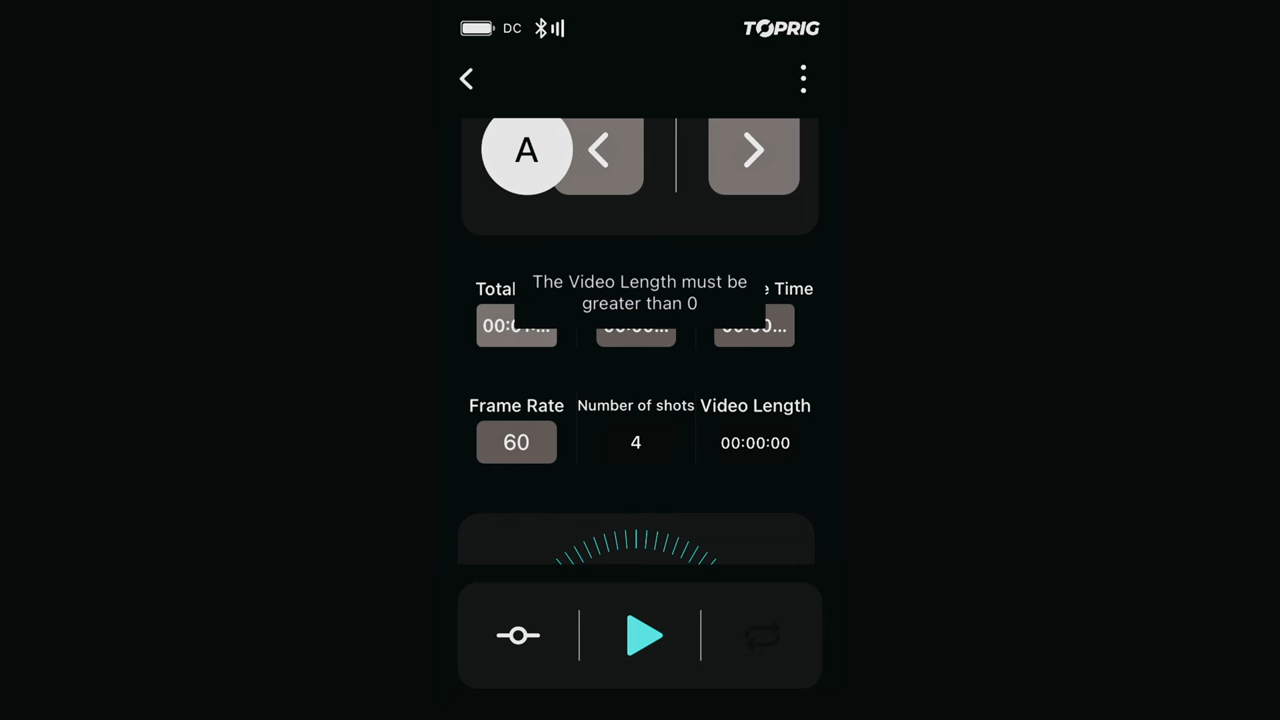 DC
TOPRIG
A
The Video Length must be
greater than 0
Total
e Time
Frame Rate
Number of shots
Video Length
60
4
00:00:00